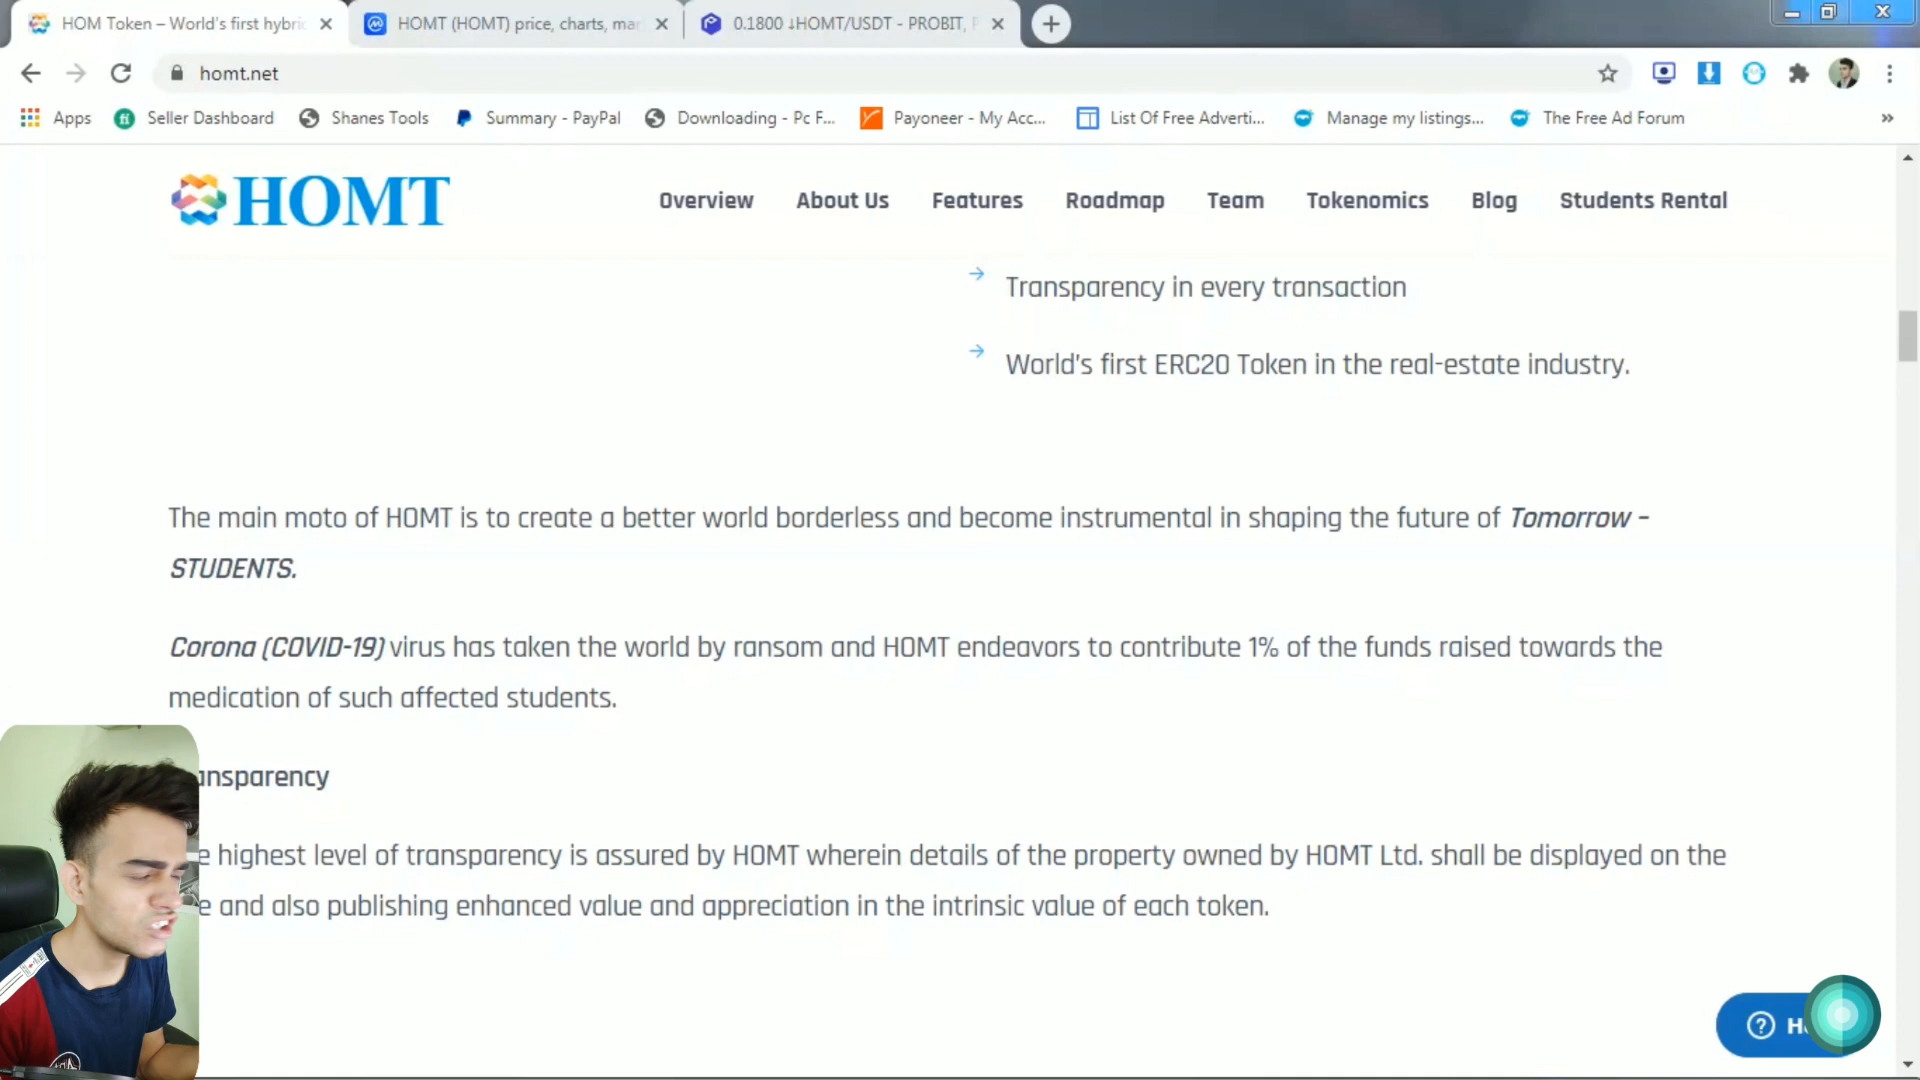 HOM Token – World's first hybri
HOMT (HOMT) price, charts, mar
0.1800 ↓HOMT/USDT - PROBIT,
homt.net
Apps
fi
Seller Dashboard
Shanes Tools
Summary - PayPal
Downloading - Pc F...
Payoneer - My Acc...
List Of Free Adverti...
Manage my listings...
The Free Ad Forum
»
HOMT
Overview
About Us
Features
Roadmap
Team
Tokenomics
Blog
Students Rental
Transparency in every transaction
World's first ERC20 Token in the real-estate industry.
The main moto of HOMT is to create a better world borderless and become instrumental in shaping the future of Tomorrow –
STUDENTS.
Corona (COVID-19) virus has taken the world by ransom and HOMT endeavors to contribute 1% of the funds raised towards the
medication of such affected students.
ansparency
e highest level of transparency is assured by HOMT wherein details of the property owned by HOMT Ltd. shall be displayed on the
e and also publishing enhanced value and appreciation in the intrinsic value of each token.